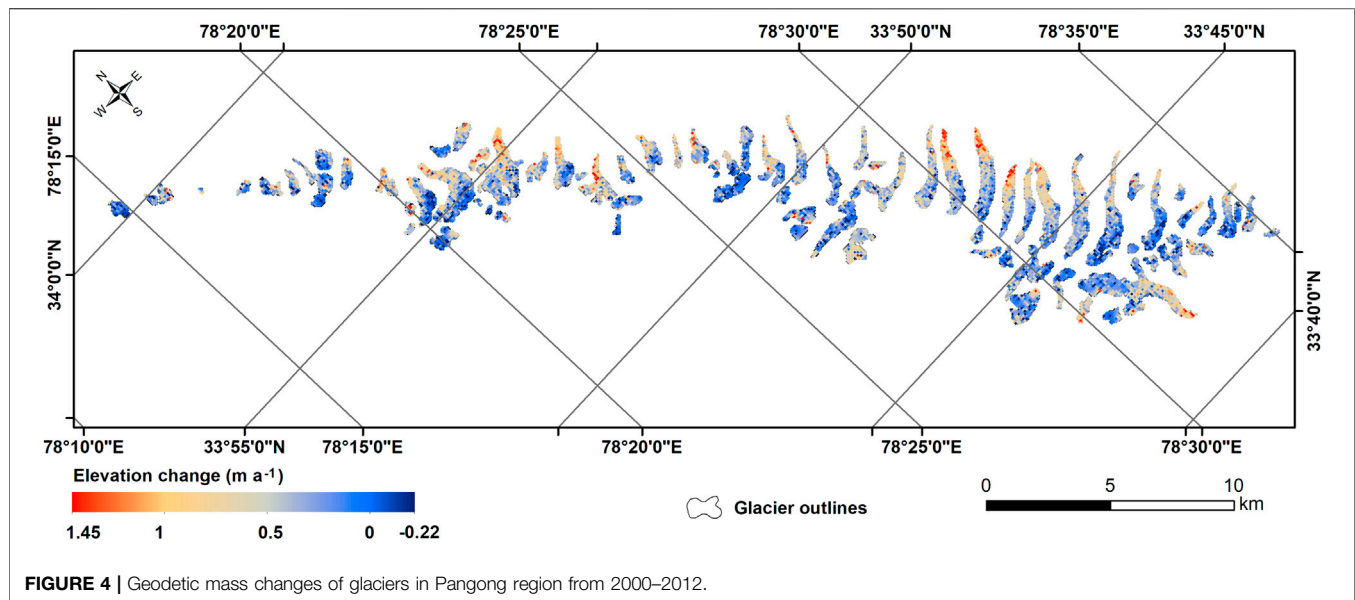 78°20'0"E 78°25'0"E 78°30'0"E 33°50'0"N 78°35'0"E 33°45'0"N
N E
W S
78°15'0"E
34°0'0"N
33°40'0"N
78°10'0"E 33°55'0"N 78°15'0"E 78°20'0"E 78°25'0"E 78°30'0"E
Elevation change (m a-1)
1.45 1 0.5 0 -0.22
Glacier outlines
0 5 10
km
FIGURE 4 | Geodetic mass changes of glaciers in Pangong region from 2000–2012.